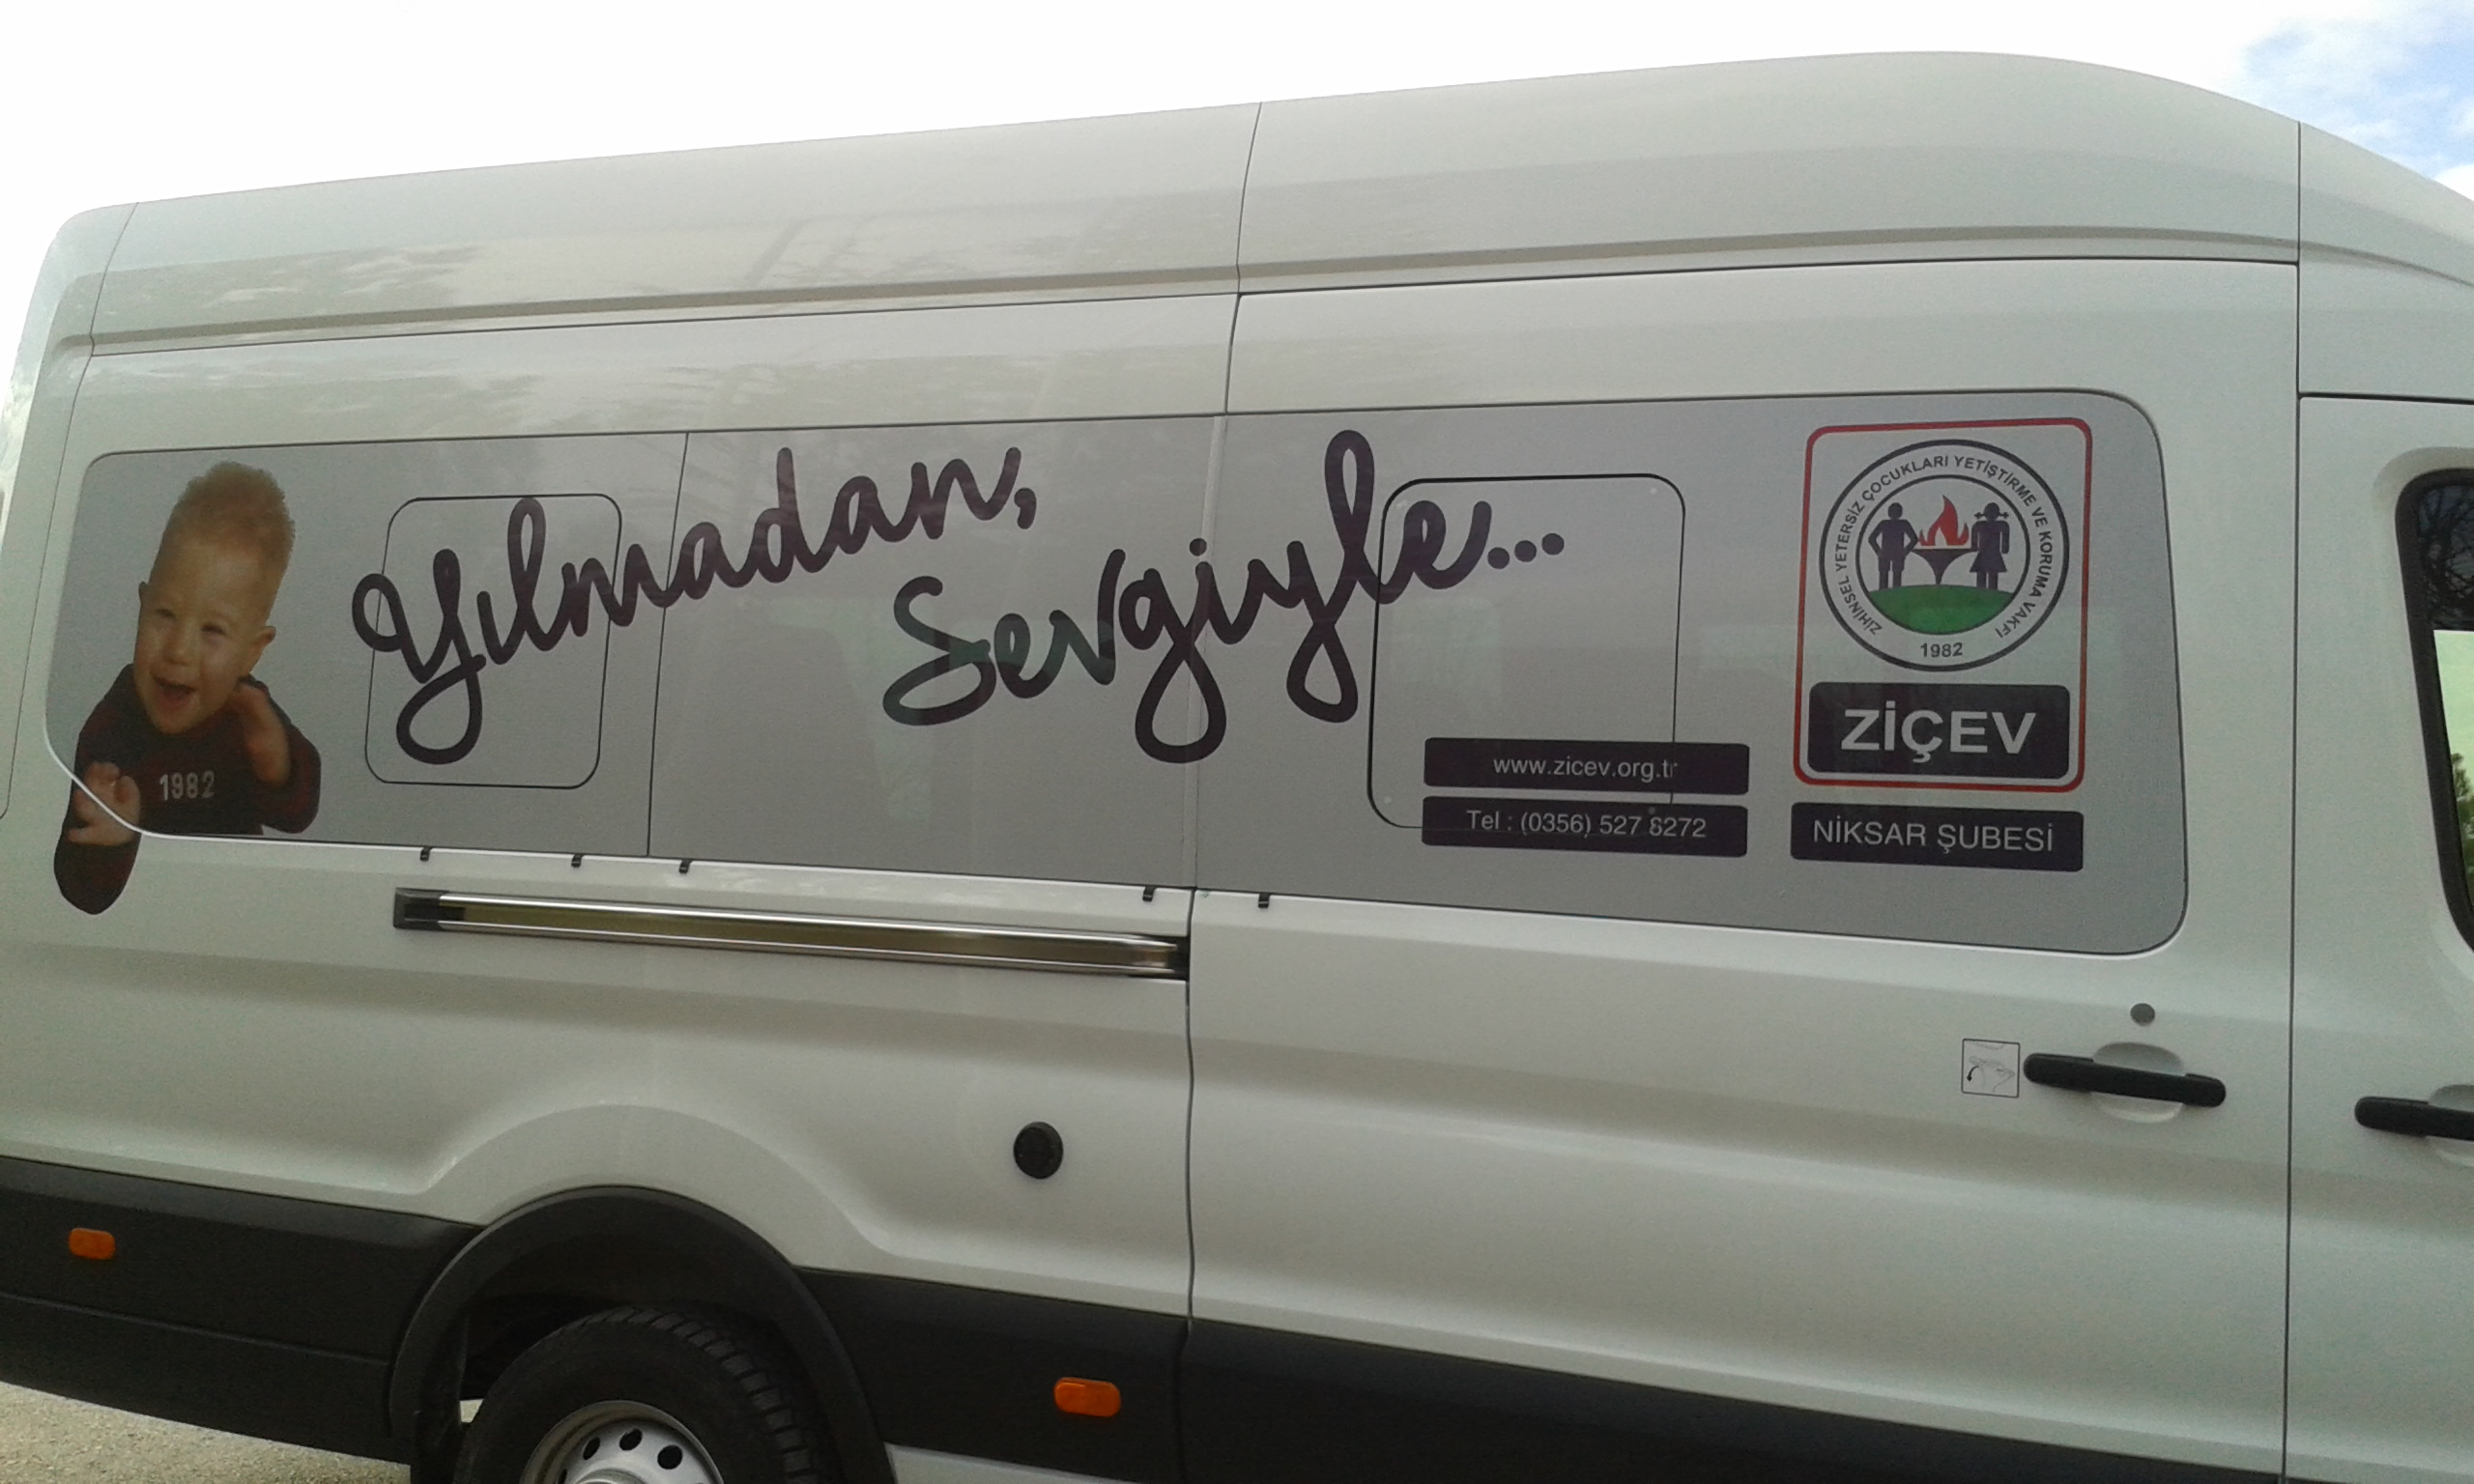 Yılmadan,
Sevgiyle...
1982
www.zicev.org.tr
Tel : (0356) 527 8272
ZİHİNSEL YETERSİZ ÇOCUKLARI YETİŞTİRME VE KORUMA VAKFI
1982
ZİÇEV
NİKSAR ŞUBESİ